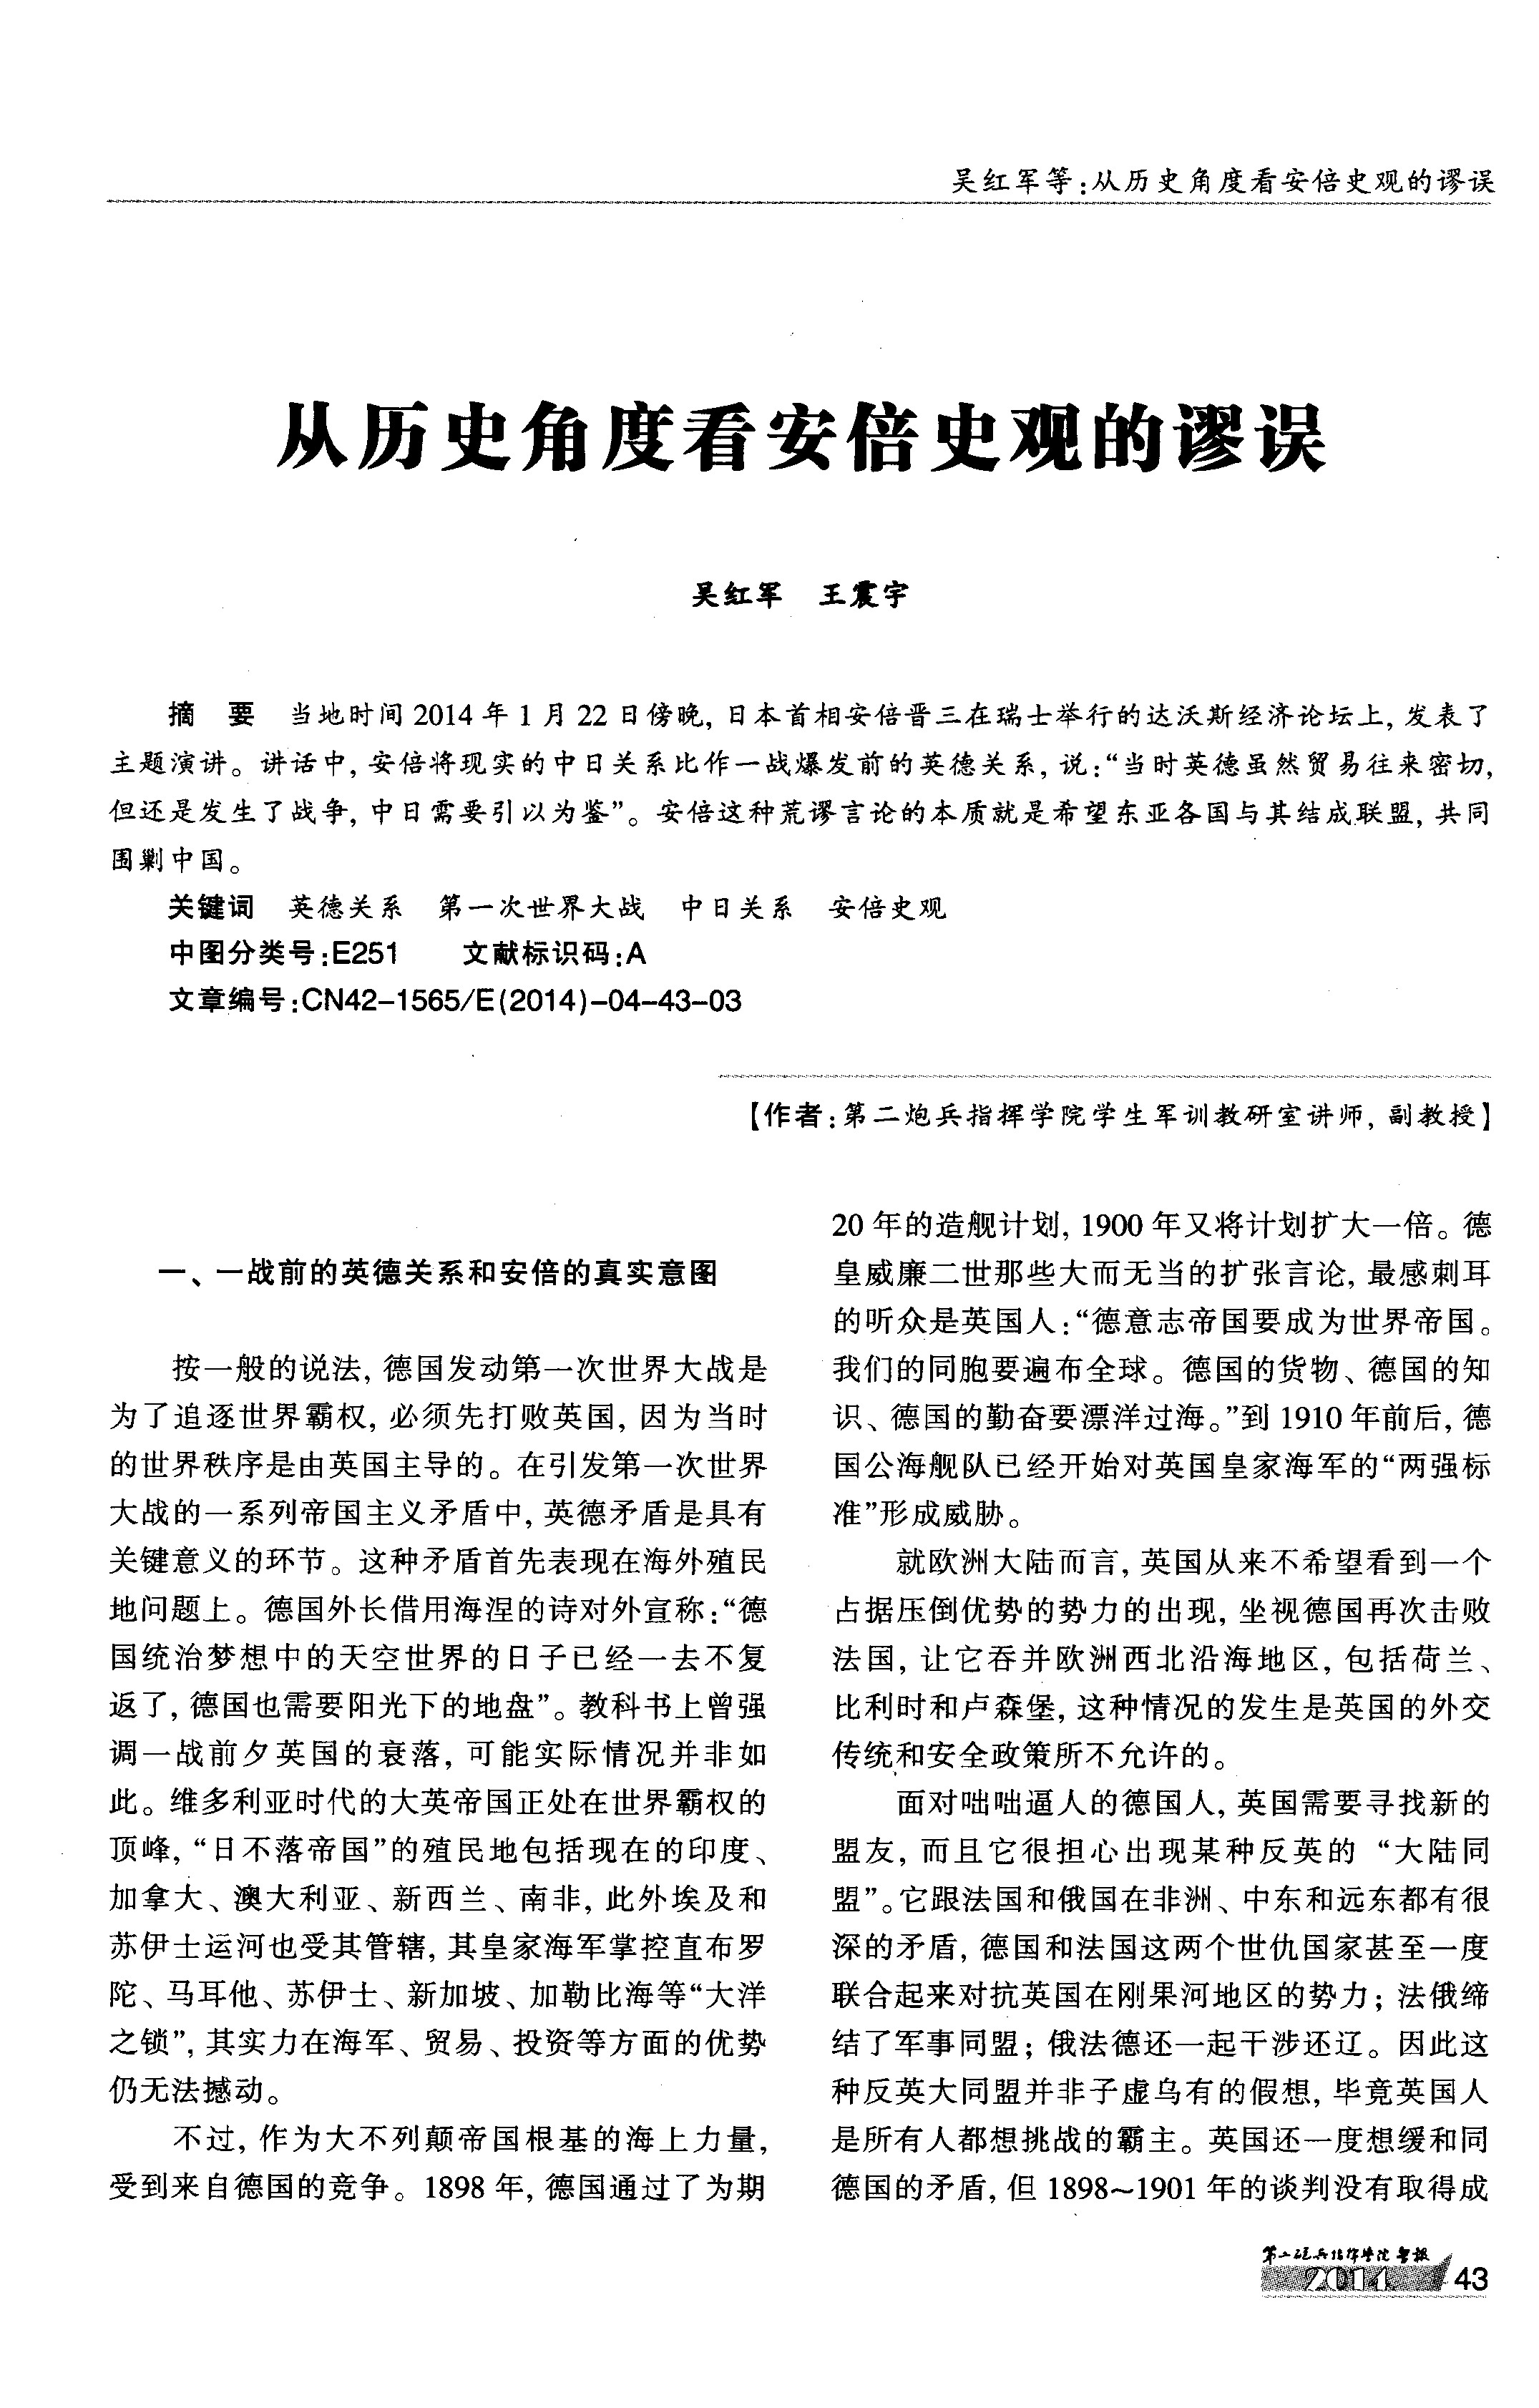 吴红军等:从历史角度看安倍史观的谬误
从历史角度看安倍史观的谬误
吴红军　王震宇
摘　要　当地时间2014年1月22日傍晚,日本首相安倍晋三在瑞士举行的达沃斯经济论坛上,发表了
主题演讲。讲话中,安倍将现实的中日关系比作一战爆发前的英德关系,说:“当时英德虽然贸易往来密切,
但还是发生了战争,中日需要引以为鉴”。安倍这种荒谬言论的本质就是希望东亚各国与其结成联盟,共同
围剿中国。
关键词　英德关系　第一次世界大战　中日关系　安倍史观
中图分类号:E251　　文献标识码:A
文章编号:CN42-1565/E(2014)-04-43-03
【作者:第二炮兵指挥学院学生军训教研室讲师,副教授】
一、一战前的英德关系和安倍的真实意图
按一般的说法,德国发动第一次世界大战是
为了追逐世界霸权,必须先打败英国,因为当时
的世界秩序是由英国主导的。在引发第一次世界
大战的一系列帝国主义矛盾中,英德矛盾是具有
关键意义的环节。这种矛盾首先表现在海外殖民
地问题上。德国外长借用海涅的诗对外宣称:“德
国统治梦想中的天空世界的日子已经一去不复
返了,德国也需要阳光下的地盘”。教科书上曾强
调一战前夕英国的衰落,可能实际情况并非如
此。维多利亚时代的大英帝国正处在世界霸权的
顶峰,“日不落帝国”的殖民地包括现在的印度、
加拿大、澳大利亚、新西兰、南非,此外埃及和
苏伊士运河也受其管辖,其皇家海军掌控直布罗
陀、马耳他、苏伊士、新加坡、加勒比海等“大洋
之锁”,其实力在海军、贸易、投资等方面的优势
仍无法撼动。
不过,作为大不列颠帝国根基的海上力量,
受到来自德国的竞争。1898年,德国通过了为期
20年的造舰计划,1900年又将计划扩大一倍。德
皇威廉二世那些大而无当的扩张言论,最感刺耳
的听众是英国人:“德意志帝国要成为世界帝国。
我们的同胞要遍布全球。德国的货物、德国的知
识、德国的勤奋要漂洋过海。”到1910年前后,德
国公海舰队已经开始对英国皇家海军的“两强标
准”形成威胁。
就欧洲大陆而言,英国从来不希望看到一个
占据压倒优势的势力的出现,坐视德国再次击败
法国,让它吞并欧洲西北沿海地区,包括荷兰、
比利时和卢森堡,这种情况的发生是英国的外交
传统和安全政策所不允许的。
面对咄咄逼人的德国人,英国需要寻找新的
盟友,而且它很担心出现某种反英的“大陆同
盟”。它跟法国和俄国在非洲、中东和远东都有很
深的矛盾,德国和法国这两个世仇国家甚至一度
联合起来对抗英国在刚果河地区的势力;法俄缔
结了军事同盟;俄法德还一起干涉还辽。因此这
种反英大同盟并非子虚乌有的假想,毕竟英国人
是所有人都想挑战的霸主。英国还一度想缓和同
德国的矛盾,但1898~1901年的谈判没有取得成
第二炮兵指挥学院学报
2014 43